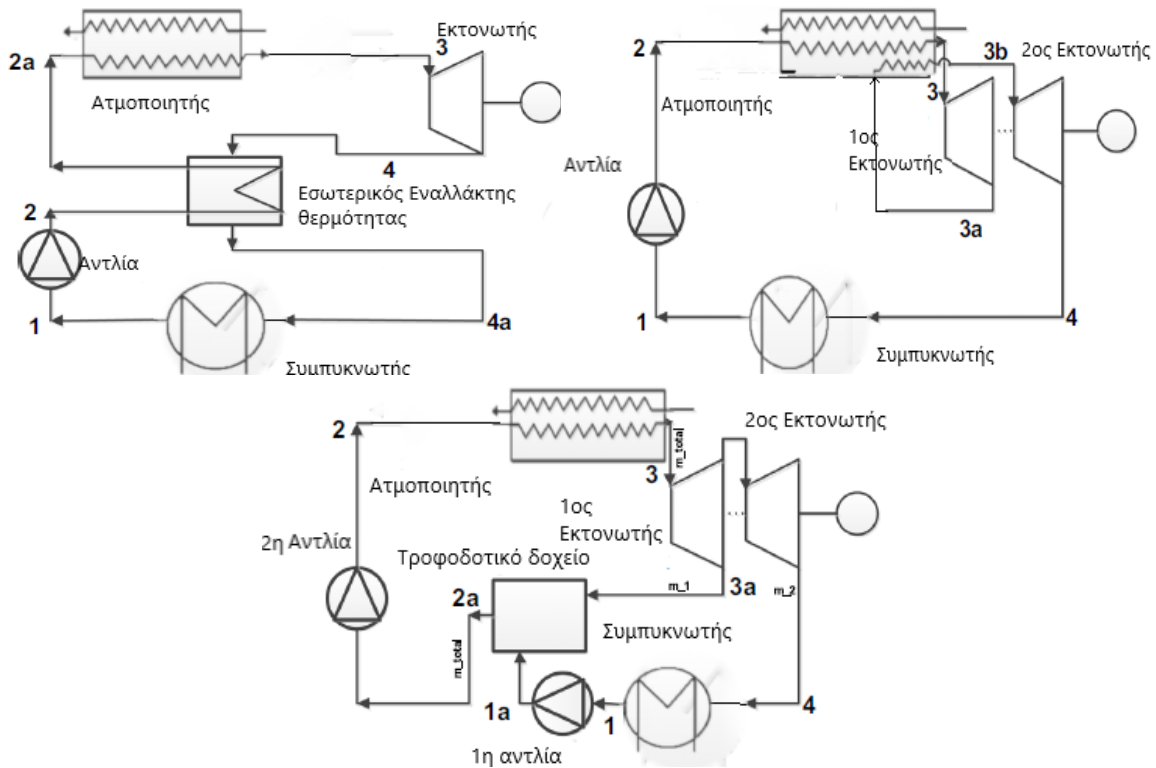 Εκτονωτής
3
2a
Ατμοποιητής
4
Εσωτερικός Εναλλάκτης
θερμότητας
2
Αντλία
1
4a
Συμπυκνωτής
2
3b
2ος Εκτονωτής
Ατμοποιητής
3
1ος
Εκτονωτής
Αντλία
3a
1
4
Συμπυκνωτής
2ος Εκτονωτής
2
m_total
3
Ατμοποιητής
1ος
Εκτονωτής
2η Αντλία
Τροφοδοτικό δοχείο
m_1
3a
m_2
2a
Συμπυκνωτής
m_total
1a
1
4
1η αντλία